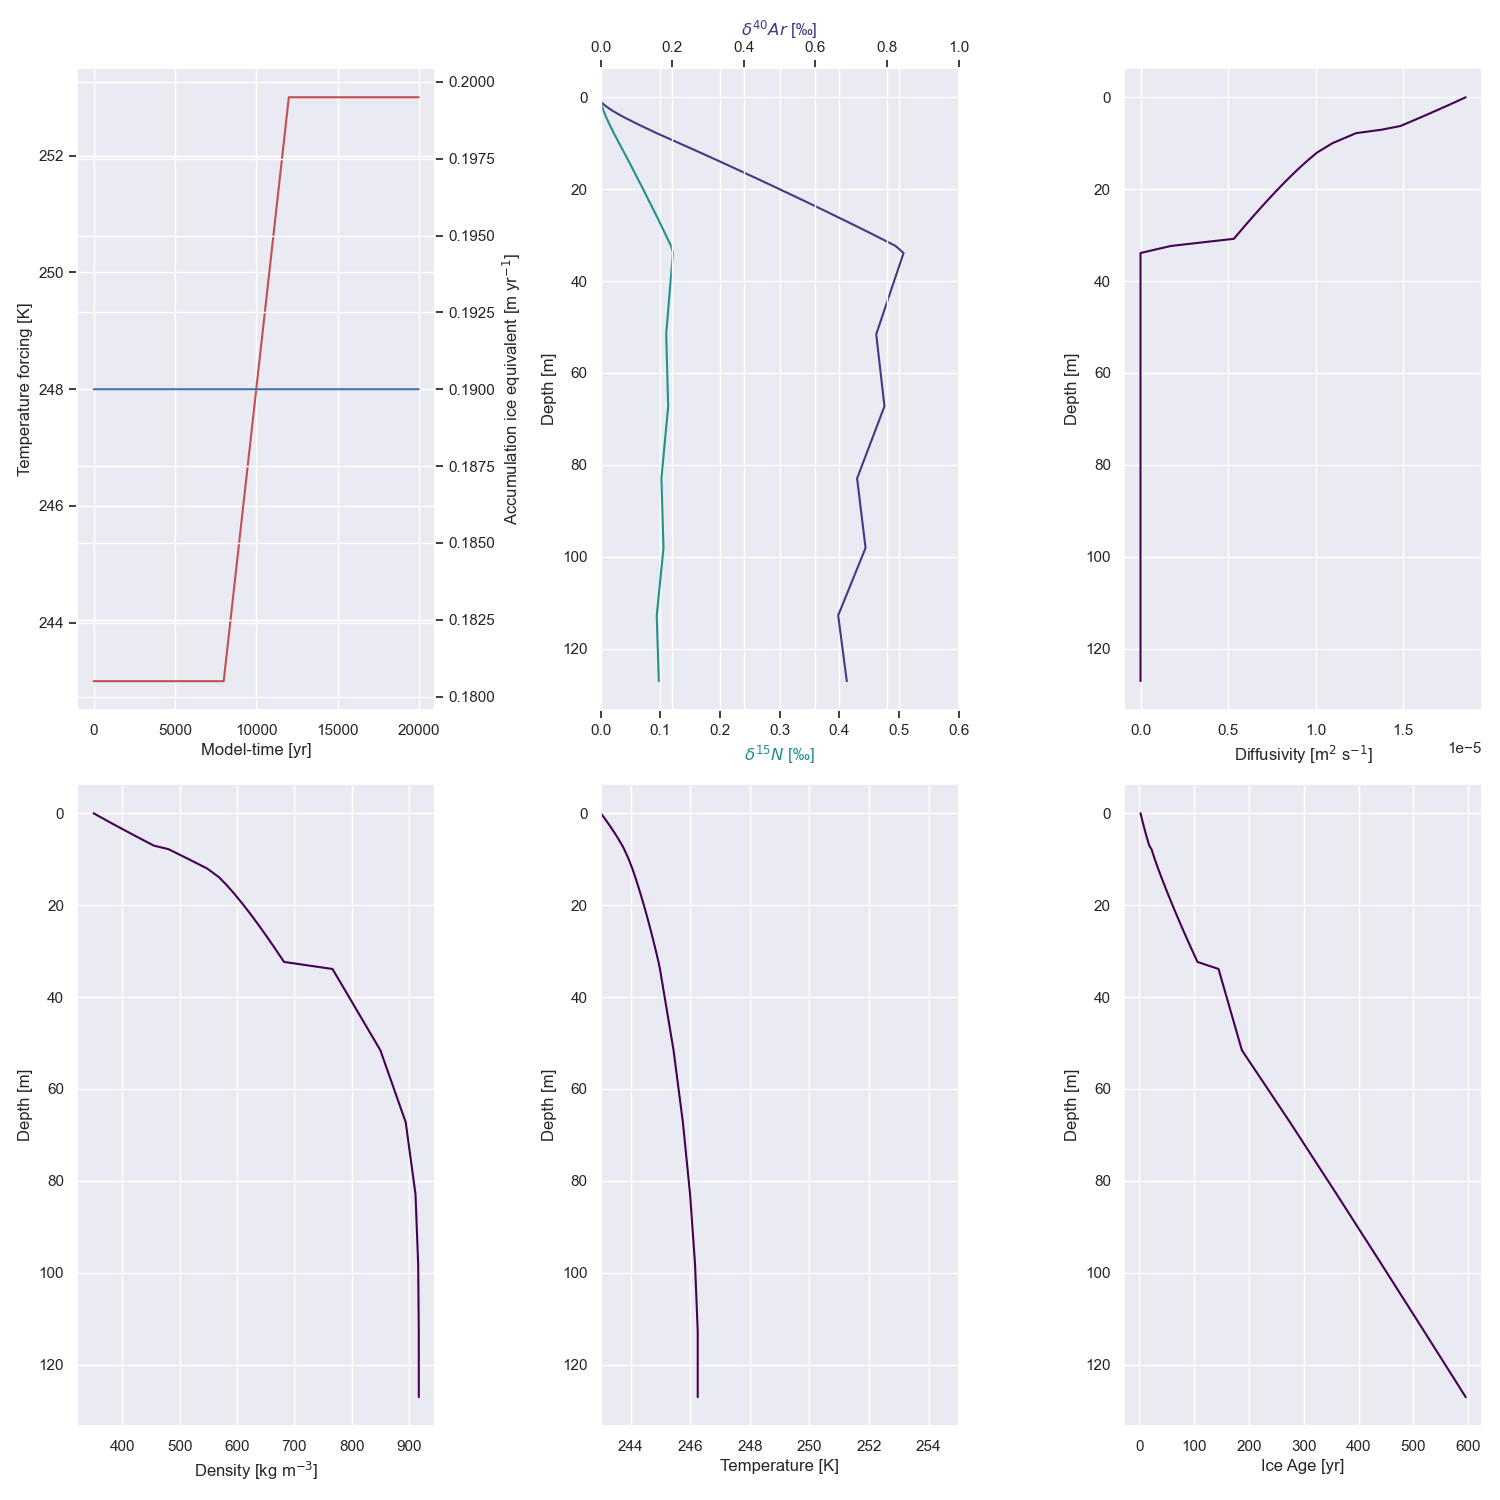 δ⁴⁰Ar [‰]
0.0 0.2 0.4 0.6 0.8 1.0
Temperature forcing [K]
252
250
248
246
244
0.2000
0.1975
0.1950
0.1925
0.1900
0.1875
0.1850
0.1825
0.1800
Accumulation ice equivalent [m yr⁻¹]
0 5000 10000 15000 20000
Model-time [yr]
Depth [m]
0
20
40
60
80
100
120
0.0 0.1 0.2 0.3 0.4 0.5 0.6
δ¹⁵N [‰]
Depth [m]
0
20
40
60
80
100
120
0.0 0.5 1.0 1.5
1e−5
Diffusivity [m² s⁻¹]
Depth [m]
0
20
40
60
80
100
120
400 500 600 700 800 900
Density [kg m⁻³]
Depth [m]
0
20
40
60
80
100
120
244 246 248 250 252 254
Temperature [K]
Depth [m]
0
20
40
60
80
100
120
0 100 200 300 400 500 600
Ice Age [yr]